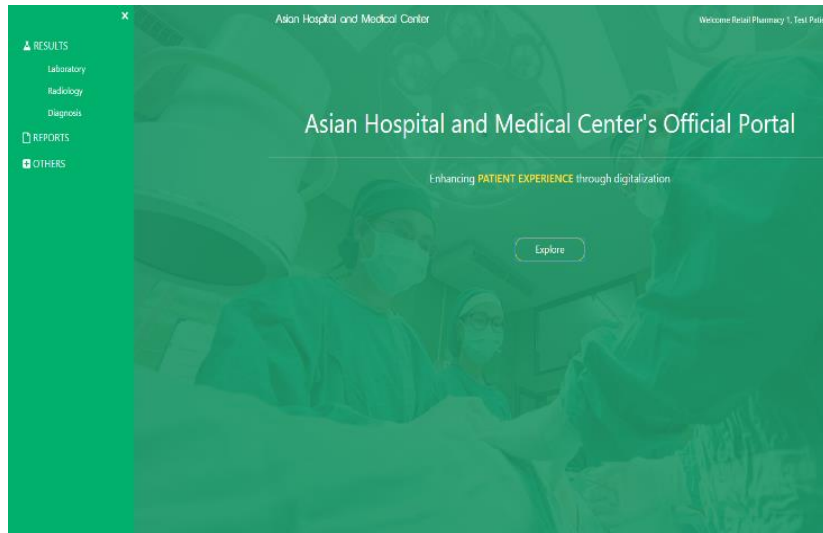 x
Asian Hospital and Medical Center
Welcome Retail Pharmacy 1, Test Patie
RESULTS
Laboratory
Radiology
Diagnosis
REPORTS
OTHERS
Asian Hospital and Medical Center's Official Portal
Enhancing PATIENT EXPERIENCE through digitalization
Explore